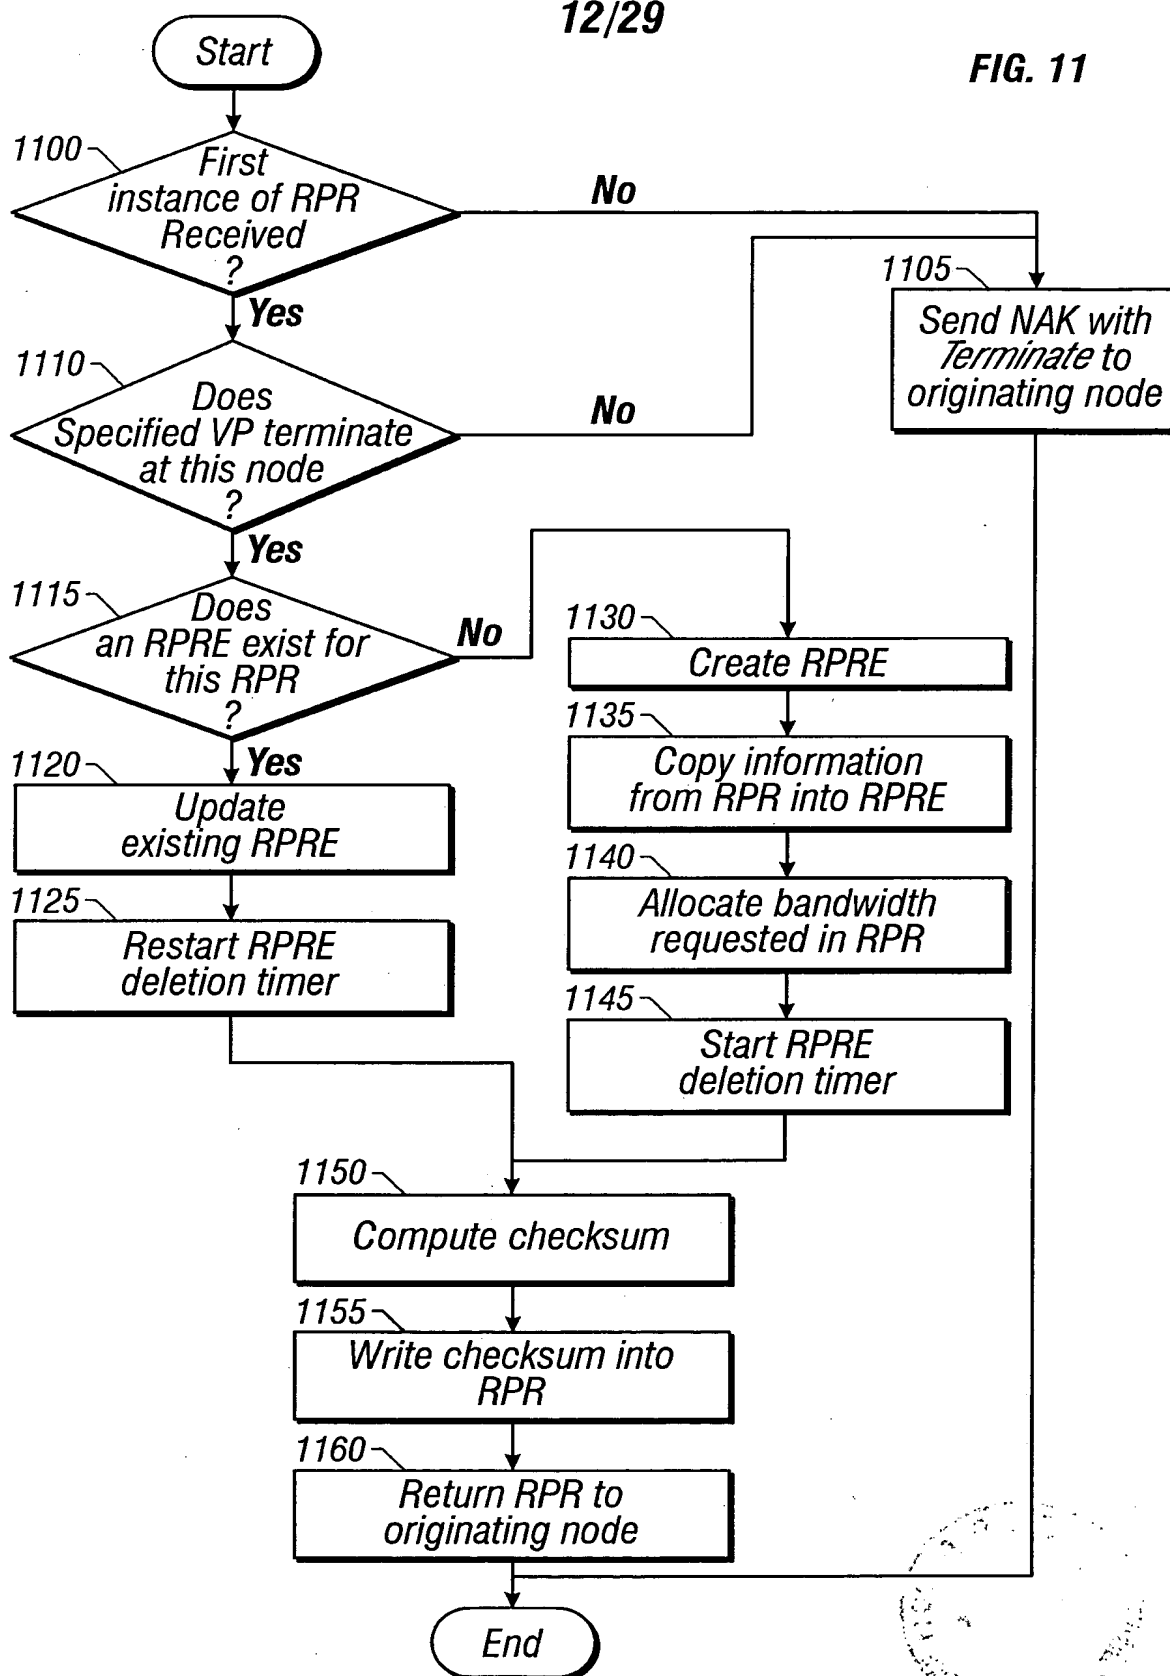 12/29
FIG. 11
Start
1100
First
instance of RPR
Received
?
No
Yes
1105
Send NAK with
Terminate to
originating node
1110
Does
Specified VP terminate
at this node
?
No
Yes
1115
Does
an RPRE exist for
this RPR
?
No
Yes
1130
Create RPRE
1135
Copy information
from RPR into RPRE
1120
Update
existing RPRE
1140
Allocate bandwidth
requested in RPR
1125
Restart RPRE
deletion timer
1145
Start RPRE
deletion timer
1150
Compute checksum
1155
Write checksum into
RPR
1160
Return RPR to
originating node
End